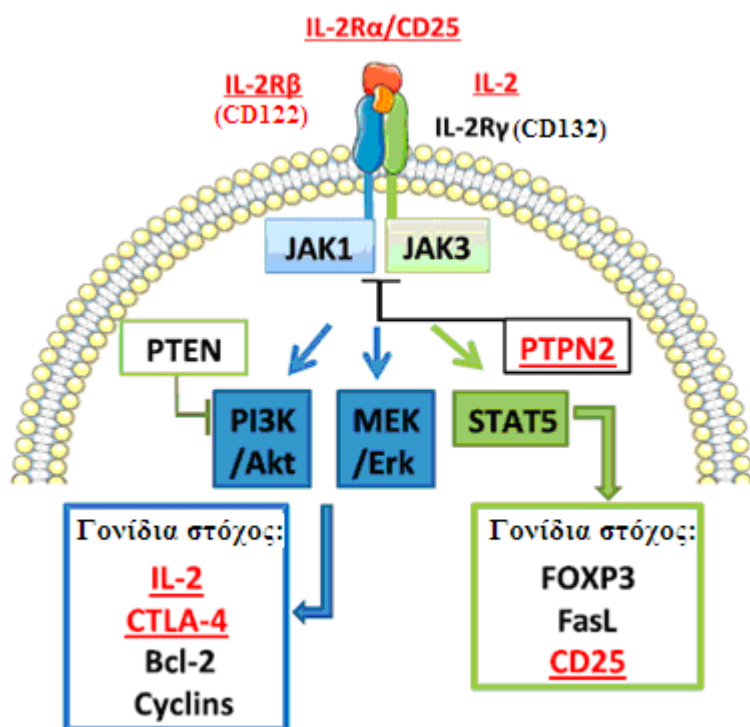 IL-2Rα/CD25
IL-2Rβ
(CD122)
IL-2
IL-2Rγ (CD132)
JAK1
JAK3
PTEN
PTPN2
PI3K
/Akt
MEK
/Erk
STAT5
Γονίδια στόχος:
IL-2
CTLA-4
Bcl-2
Cyclins
Γονίδια στόχος:
FOXP3
FasL
CD25